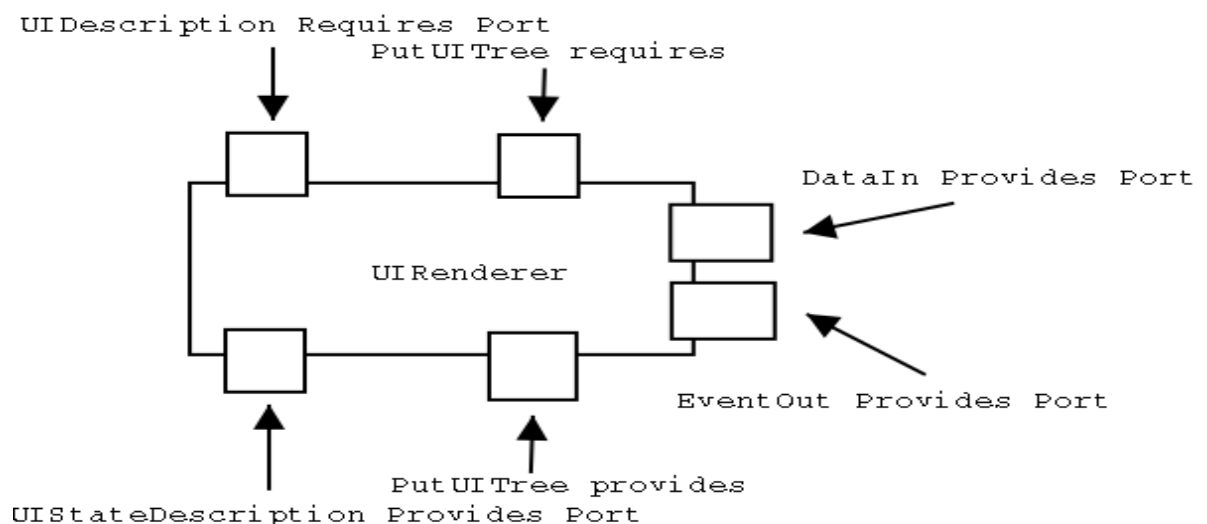 UIDescription Requires Port
PutUITree requires
DataIn Provides Port
UIRenderer
EventOut Provides Port
PutUITree provides
UIStateDescription Provides Port